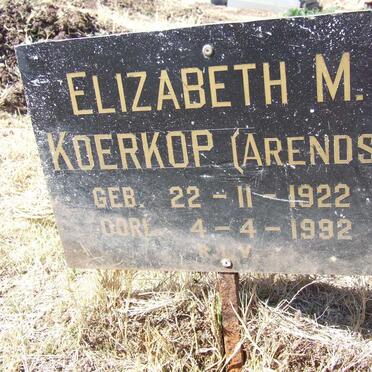 ELIZABETH M.
KOERKOP (ARENDS
GEB. 22-11-1922
OORL. 4-4-1992
R.I.V.